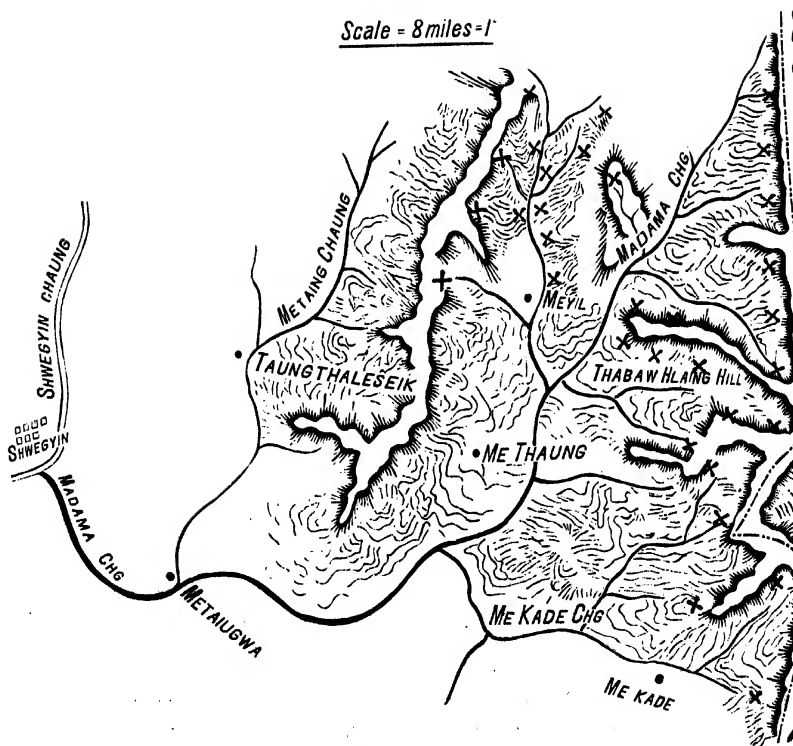 Scale = 8 miles = 1"
METAING CHAUNG
MADAMA CHG
SHWEGYIN CHAUNG
MEYIL
TAUNGTHALESEIK
THABAW HLAING HILL
SHWEGYIN
ME THAUNG
MADAMA CHG
METAIUGWA
ME KADE CHG
ME KADE